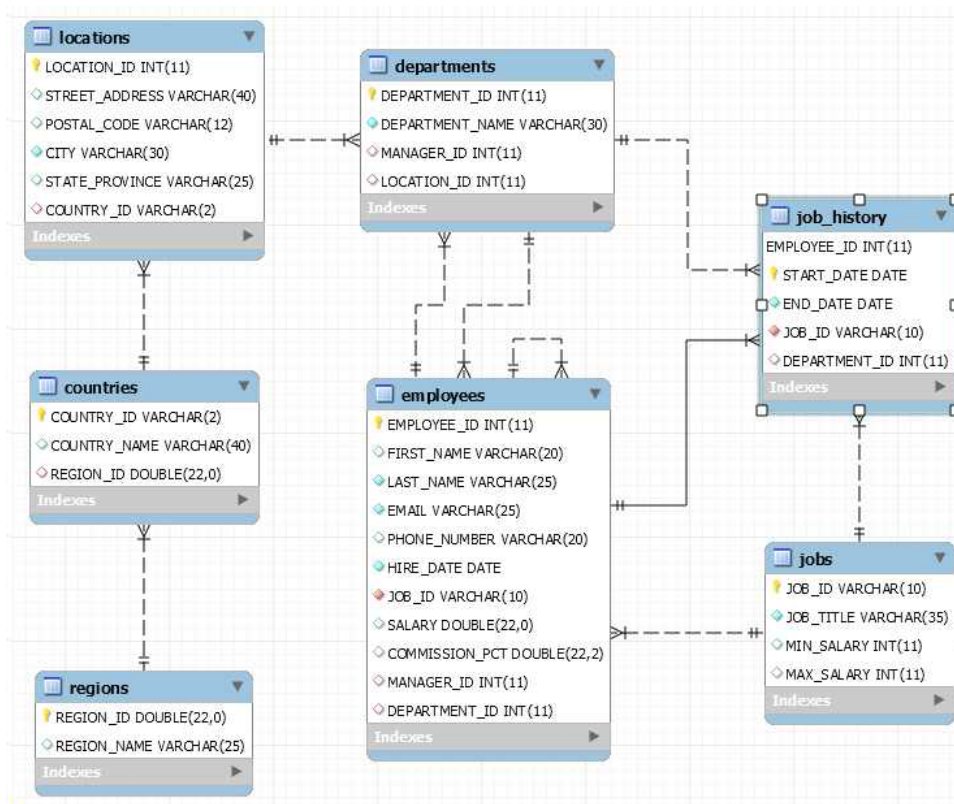 locations
LOCATION_ID INT(11)
STREET_ADDRESS VARCHAR(40)
POSTAL_CODE VARCHAR(12)
CITY VARCHAR(30)
STATE_PROVINCE VARCHAR(25)
COUNTRY_ID VARCHAR(2)
Indexes
departments
DEPARTMENT_ID INT(11)
DEPARTMENT_NAME VARCHAR(30)
MANAGER_ID INT(11)
LOCATION_ID INT(11)
Indexes
job_history
EMPLOYEE_ID INT(11)
START_DATE DATE
END_DATE DATE
JOB_ID VARCHAR(10)
DEPARTMENT_ID INT(11)
Indexes
countries
COUNTRY_ID VARCHAR(2)
COUNTRY_NAME VARCHAR(40)
REGION_ID DOUBLE(22,0)
Indexes
employees
EMPLOYEE_ID INT(11)
FIRST_NAME VARCHAR(20)
LAST_NAME VARCHAR(25)
EMAIL VARCHAR(25)
PHONE_NUMBER VARCHAR(20)
HIRE_DATE DATE
JOB_ID VARCHAR(10)
SALARY DOUBLE(22,0)
COMMISSION_PCT DOUBLE(22,2)
MANAGER_ID INT(11)
DEPARTMENT_ID INT(11)
Indexes
jobs
JOB_ID VARCHAR(10)
JOB_TITLE VARCHAR(35)
MIN_SALARY INT(11)
MAX_SALARY INT(11)
Indexes
regions
REGION_ID DOUBLE(22,0)
REGION_NAME VARCHAR(25)
Indexes